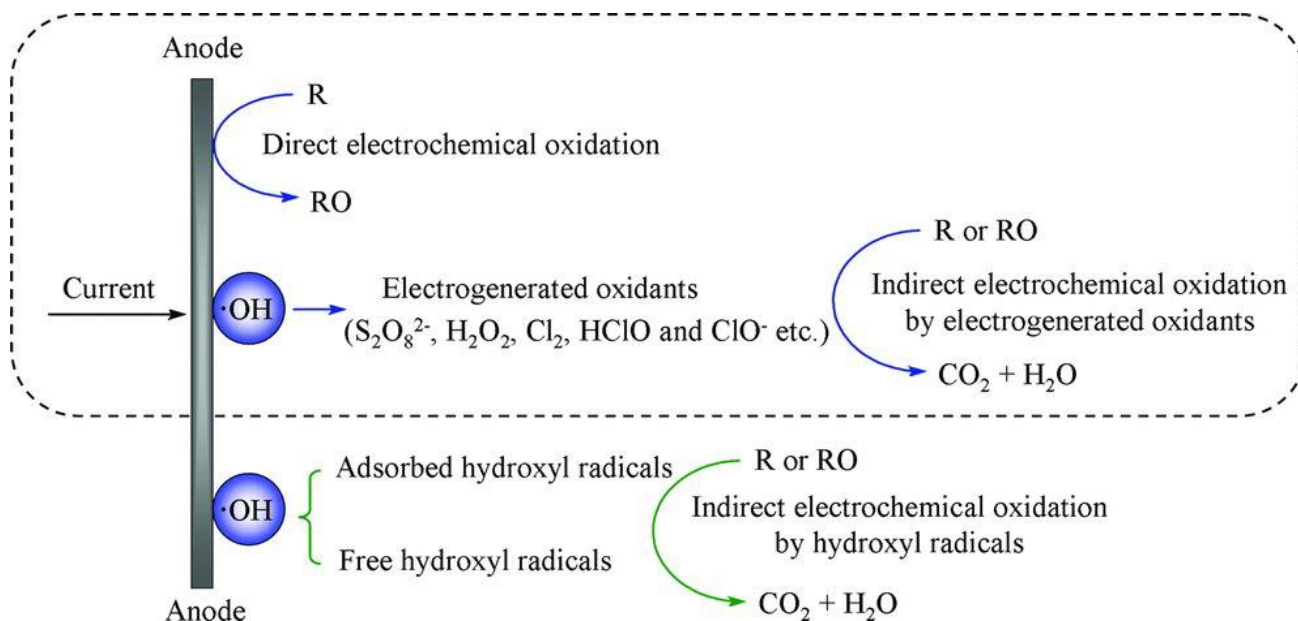 Anode
R
Direct electrochemical oxidation
RO
Current
·OH
Electrogenerated oxidants
(S₂O₈²⁻, H₂O₂, Cl₂, HClO and ClO⁻ etc.)
R or RO
Indirect electrochemical oxidation
by electrogenerated oxidants
CO₂ + H₂O
·OH
Adsorbed hydroxyl radicals
Free hydroxyl radicals
R or RO
Indirect electrochemical oxidation
by hydroxyl radicals
CO₂ + H₂O
Anode